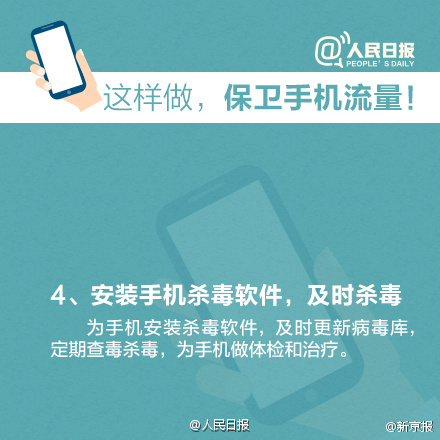 @人民日报
PEOPLE'S DAILY
这样做，保卫手机流量！
4、安装手机杀毒软件，及时杀毒
为手机安装杀毒软件，及时更新病毒库，
定期查毒杀毒，为手机做体检和治疗。
@人民日报
@新京报